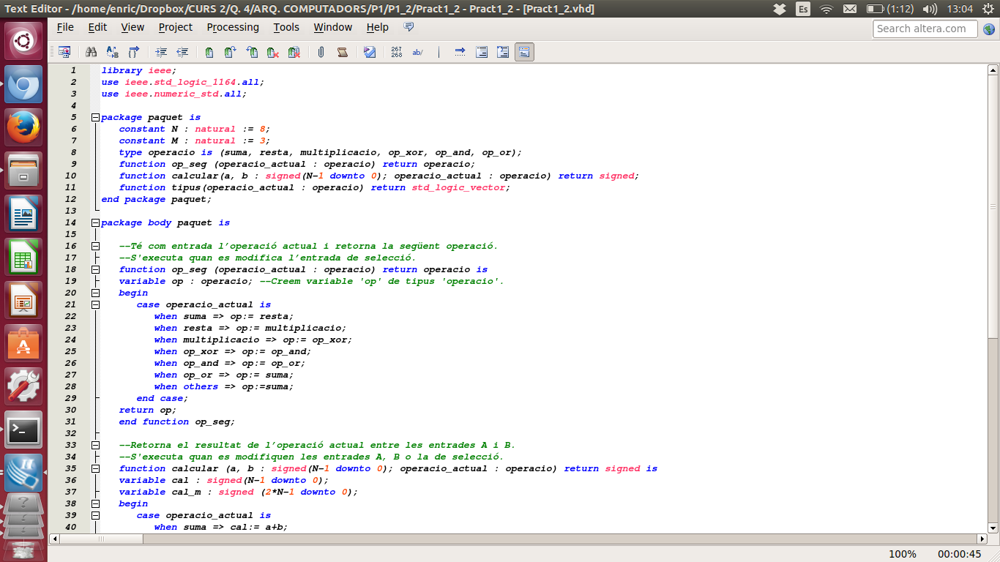 Text Editor - /home/enric/Dropbox/CURS 2/Q. 4/ARQ. COMPUTADORS/P1/P1_2/Pract1_2 - Pract1_2 - [Pract1_2.vhd]
Es (1:12) 13:04
File Edit View Project Processing Tools Window Help
Search altera.com
267
268
ab/
1 library ieee;
2 use ieee.std_logic_1164.all;
3 use ieee.numeric_std.all;
4
5 package paquet is
6 constant N : natural := 8;
7 constant M : natural := 3;
8 type operacio is (suma, resta, multiplicacio, op_xor, op_and, op_or);
9 function op_seg (operacio_actual : operacio) return operacio;
10 function calcular(a, b : signed(N-1 downto 0); operacio_actual : operacio) return signed;
11 function tipus(operacio_actual : operacio) return std_logic_vector;
12 end package paquet;
13
14 package body paquet is
15
16 --Té com entrada l'operació actual i retorna la següent operació.
17 --S'executa quan es modifica l'entrada de selecció.
18 function op_seg (operacio_actual : operacio) return operacio is
19 variable op : operacio; --Creem variable 'op' de tipus 'operacio'.
20 begin
21 case operacio_actual is
22 when suma => op:= resta;
23 when resta => op:= multiplicacio;
24 when multiplicacio => op:= op_xor;
25 when op_xor => op:= op_and;
26 when op_and => op:= op_or;
27 when op_or => op:= suma;
28 when others => op:=suma;
29 end case;
30 return op;
31 end function op_seg;
32
33 --Retorna el resultat de l'operació actual entre les entrades A i B.
34 --S'executa quan es modifiquen les entrades A, B o la de selecció.
35 function calcular (a, b : signed(N-1 downto 0); operacio_actual : operacio) return signed is
36 variable cal : signed(N-1 downto 0);
37 variable cal_m : signed (2*N-1 downto 0);
38 begin
39 case operacio_actual is
40 when suma => cal:= a+b;
100% 00:00:45